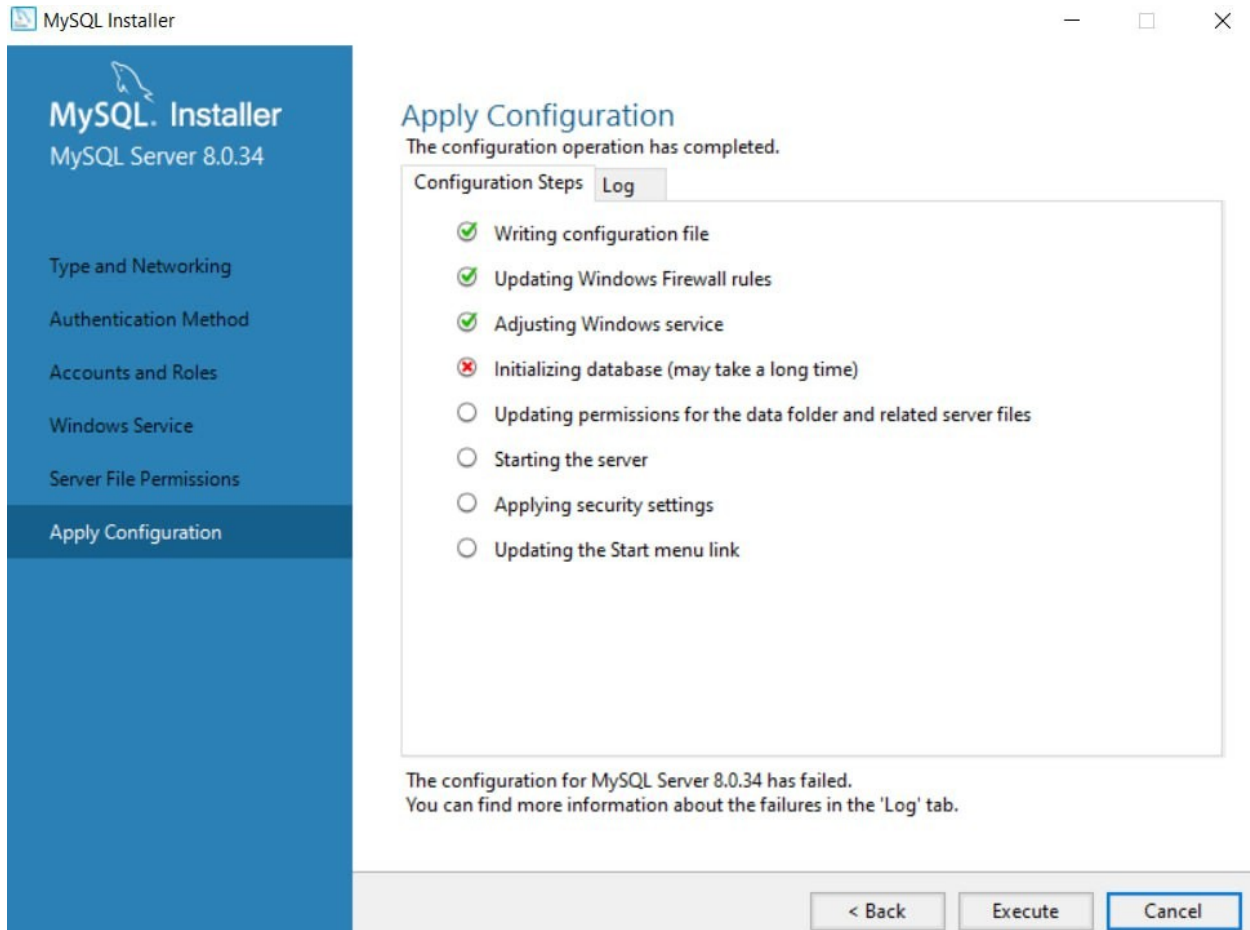 MySQL Installer
MySQL. Installer
MySQL Server 8.0.34
Type and Networking
Authentication Method
Accounts and Roles
Windows Service
Server File Permissions
Apply Configuration
Apply Configuration
The configuration operation has completed.
Configuration Steps
Log
Writing configuration file
Updating Windows Firewall rules
Adjusting Windows service
Initializing database (may take a long time)
Updating permissions for the data folder and related server files
Starting the server
Applying security settings
Updating the Start menu link
The configuration for MySQL Server 8.0.34 has failed.
You can find more information about the failures in the 'Log' tab.
< Back
Execute
Cancel